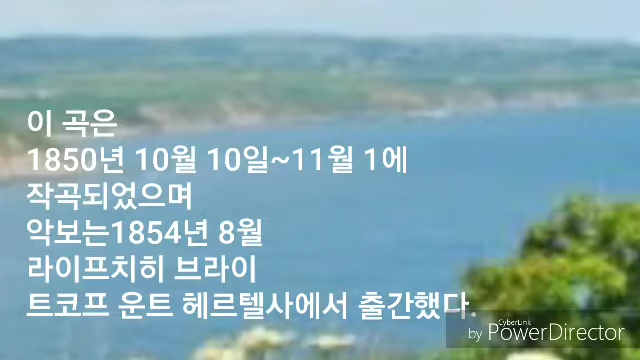 이 곡은
1850년 10월 10일~11월 1에
작곡되었으며
악보는1854년 8월
라이프치히 브라이
트코프 운트 헤르텔사에서 출간했다.
CyberLink
by PowerDirector